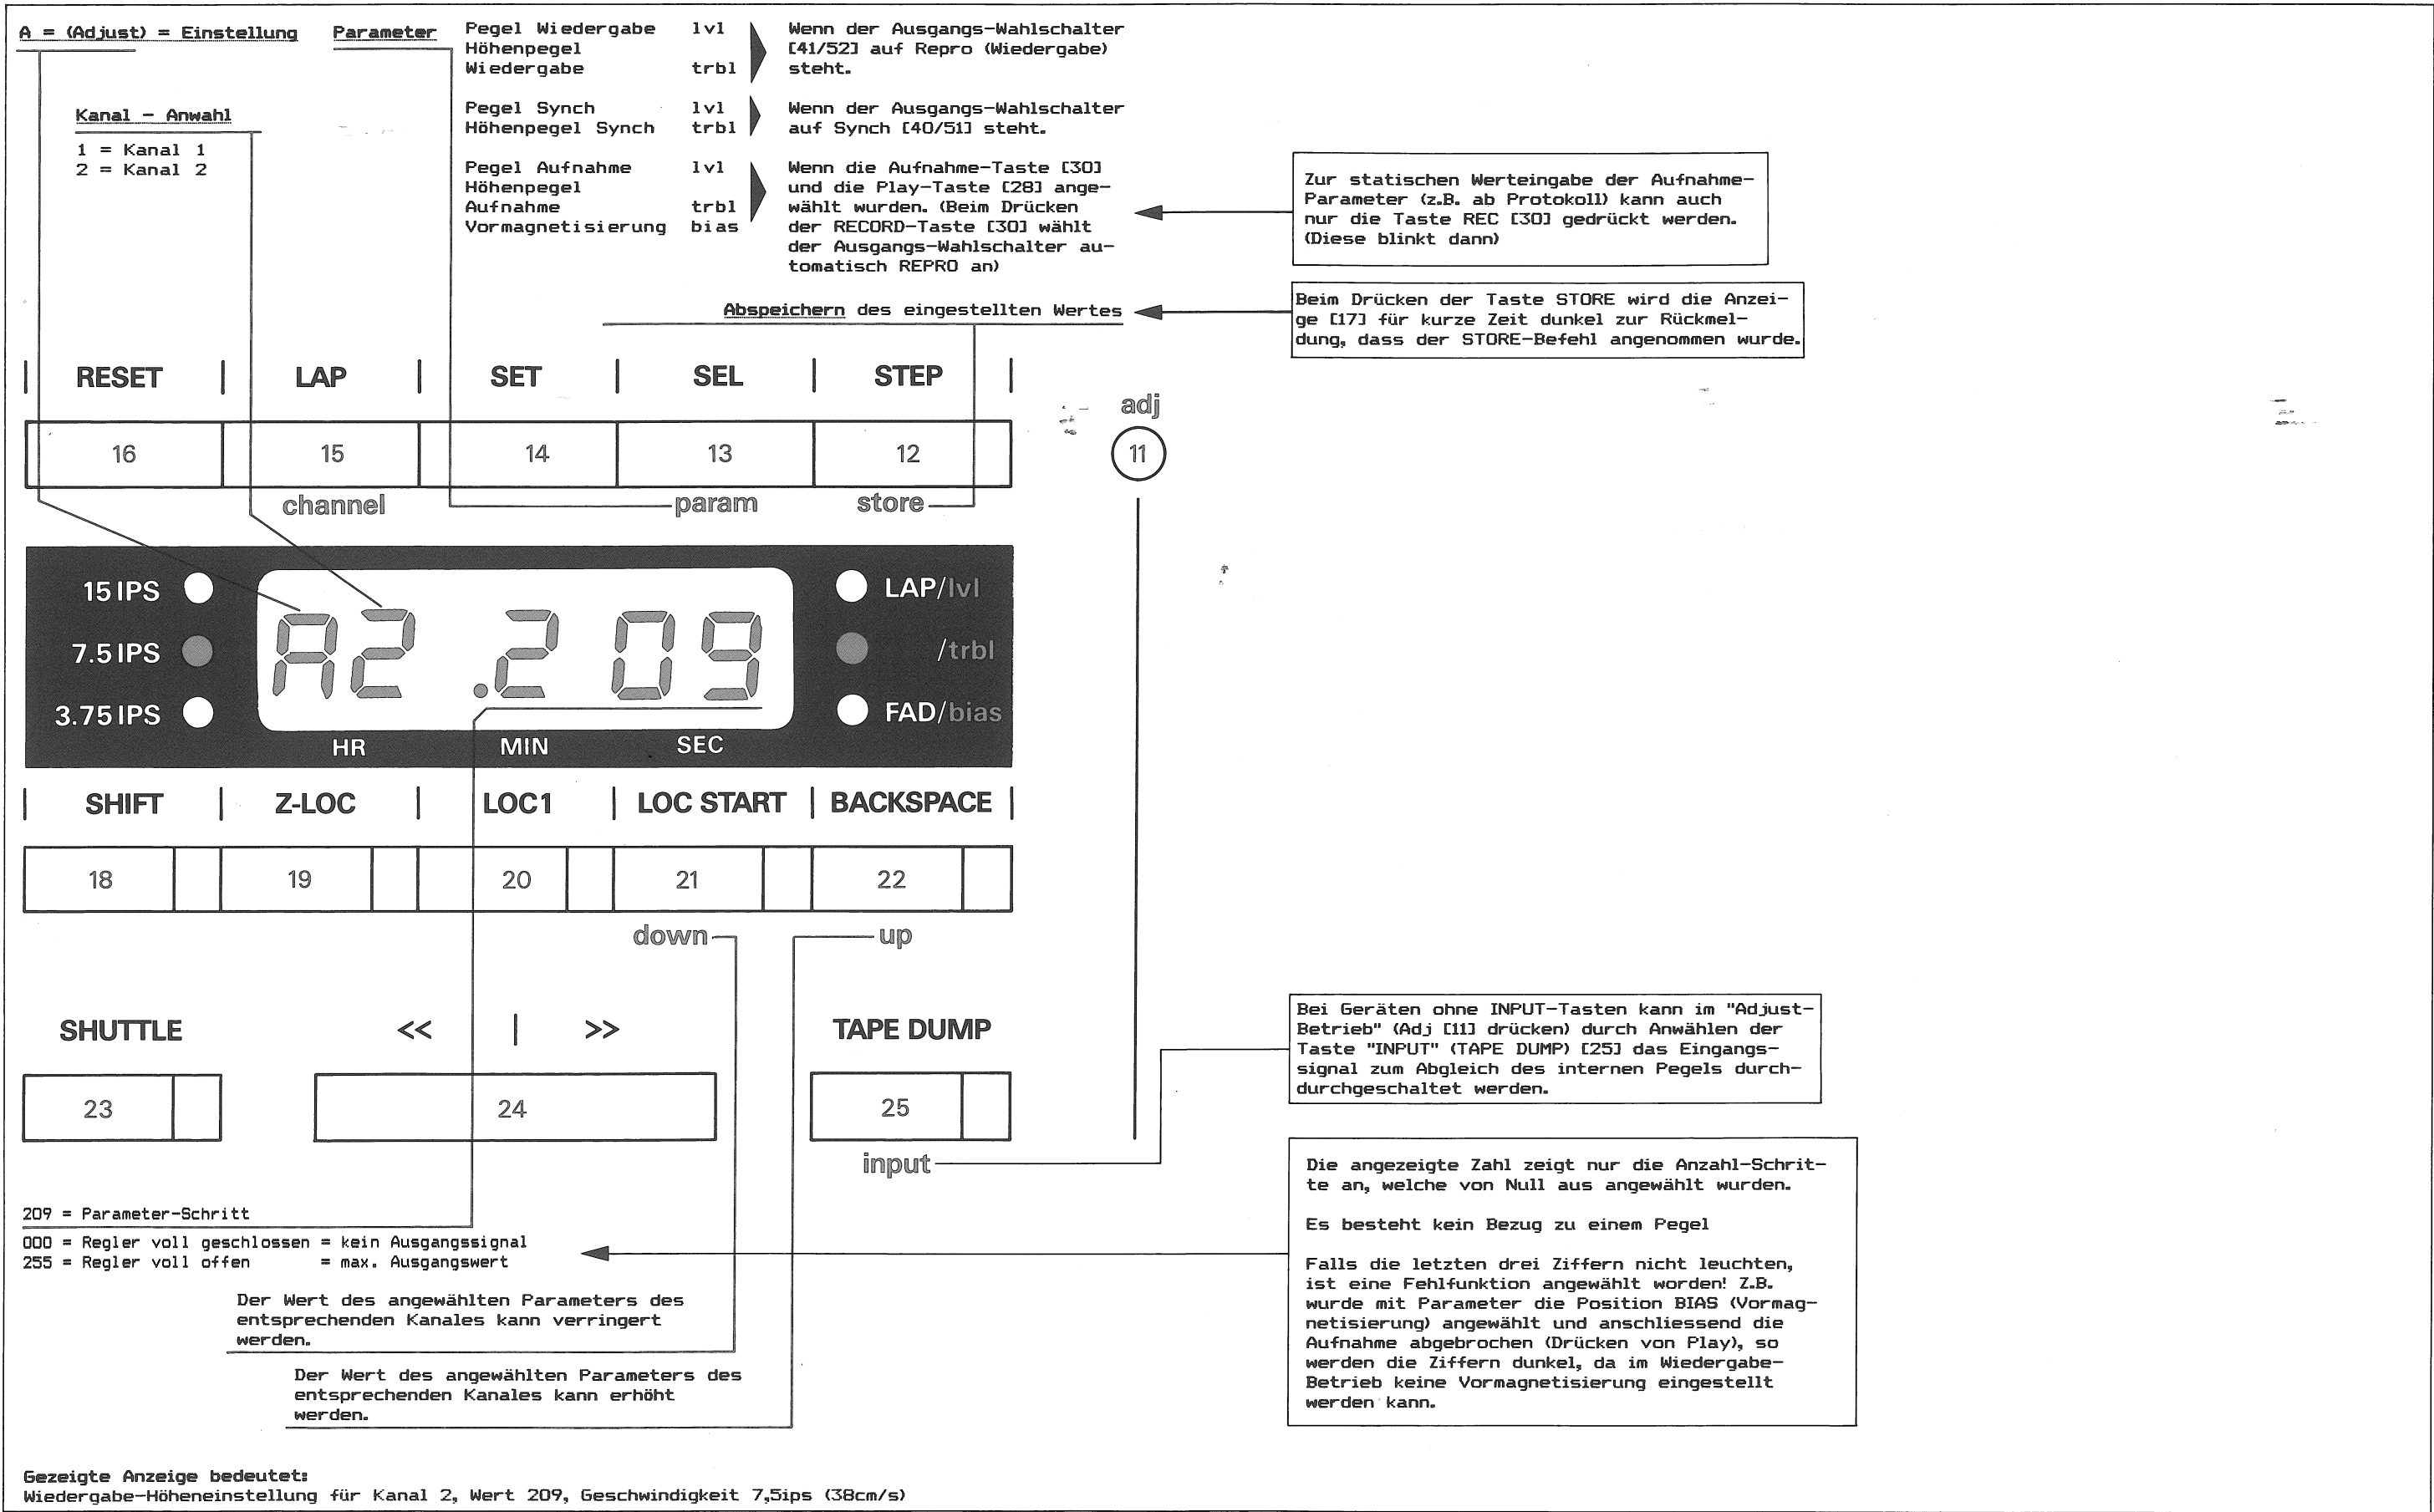 A = (Adjust) = Einstellung
Parameter
Pegel Wiedergabe lvl
Höhenpegel
Wiedergabe trbl
Wenn der Ausgangs-Wahlschalter
[41/52] auf Repro (Wiedergabe)
steht.
Kanal - Anwahl
1 = Kanal 1
2 = Kanal 2
Pegel Synch lvl
Höhenpegel Synch trbl
Wenn der Ausgangs-Wahlschalter
auf Synch [40/51] steht.
Pegel Aufnahme lvl
Höhenpegel
Aufnahme trbl
Vormagnetisierung bias
Wenn die Aufnahme-Taste [30]
und die Play-Taste [28] ange-
wählt wurden. (Beim Drücken
der RECORD-Taste [30] wählt
der Ausgangs-Wahlschalter au-
tomatisch REPRO an)
Zur statischen Werteingabe der Aufnahme-
Parameter (z.B. ab Protokoll) kann auch
nur die Taste REC [30] gedrückt werden.
(Diese blinkt dann)
Abspeichern des eingestellten Wertes
Beim Drücken der Taste STORE wird die Anzei-
ge [17] für kurze Zeit dunkel zur Rückmel-
dung, dass der STORE-Befehl angenommen wurde.
RESET LAP SET SEL STEP
adj
16 15 14 13 12 11
channel param store
15 IPS
7.5 IPS
3.75 IPS
A2 .2 09
LAP/lvl
/trbl
FAD/bias
HR MIN SEC
SHIFT Z-LOC LOC1 LOC START BACKSPACE
18 19 20 21 22
down up
SHUTTLE << | >> TAPE DUMP
23 24 25
input
Bei Geräten ohne INPUT-Tasten kann im "Adjust-
Betrieb" (Adj [11] drücken) durch Anwählen der
Taste "INPUT" (TAPE DUMP) [25] das Eingangs-
signal zum Abgleich des internen Pegels durch-
durchgeschaltet werden.
209 = Parameter-Schritt
000 = Regler voll geschlossen = kein Ausgangssignal
255 = Regler voll offen = max. Ausgangswert
Der Wert des angewählten Parameters des
entsprechenden Kanales kann verringert
werden.
Der Wert des angewählten Parameters des
entsprechenden Kanales kann erhöht
werden.
Die angezeigte Zahl zeigt nur die Anzahl-Schrit-
te an, welche von Null aus angewählt wurden.
Es besteht kein Bezug zu einem Pegel
Falls die letzten drei Ziffern nicht leuchten,
ist eine Fehlfunktion angewählt worden! Z.B.
wurde mit Parameter die Position BIAS (Vormag-
netisierung) angewählt und anschliessend die
Aufnahme abgebrochen (Drücken von Play), so
werden die Ziffern dunkel, da im Wiedergabe-
Betrieb keine Vormagnetisierung eingestellt
werden kann.
Gezeigte Anzeige bedeutet:
Wiedergabe-Höheneinstellung für Kanal 2, Wert 209, Geschwindigkeit 7,5ips (38cm/s)